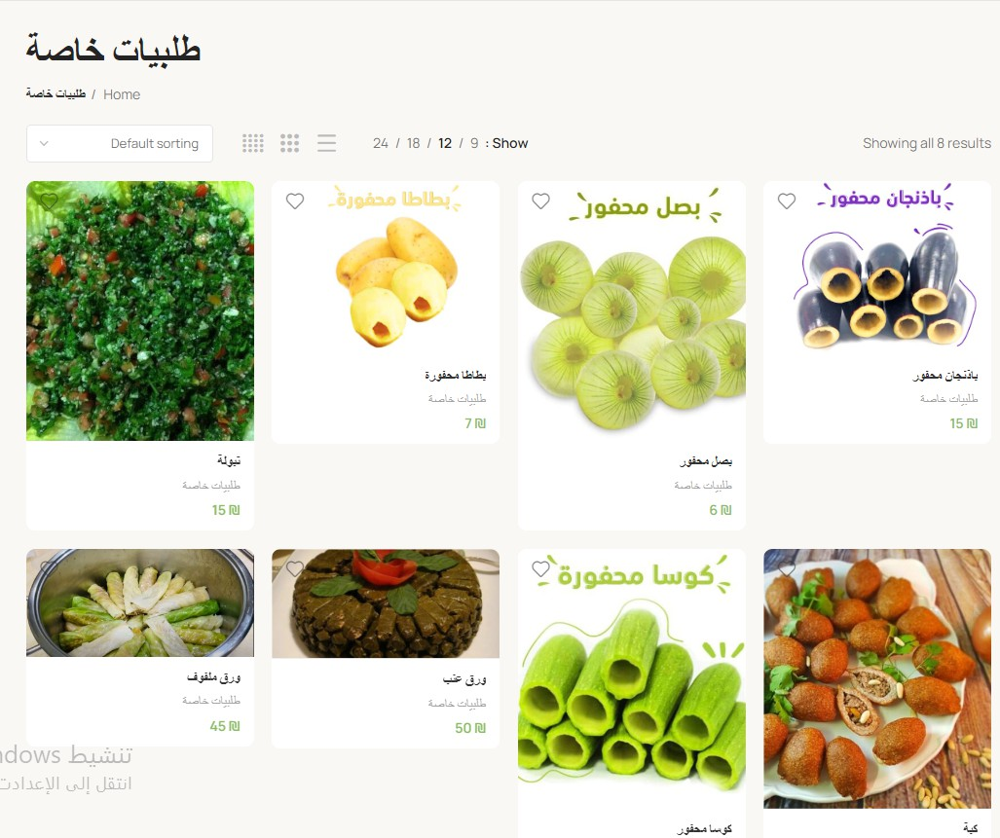 طلبيات خاصة
Home / طلبيات خاصة
Default sorting
Show : 9 / 12 / 18 / 24
Showing all 8 results
باذنجان محفور
باذنجان محفور
طلبيات خاصة
15 ₪
بصل محفور
بصل محفور
طلبيات خاصة
6 ₪
بطاطا محفورة
بطاطا محفورة
طلبيات خاصة
7 ₪
تبولة
طلبيات خاصة
15 ₪
كبة
كوسا محفورة
كوسا محفور
ورق عنب
طلبيات خاصة
50 ₪
ورق ملفوف
طلبيات خاصة
45 ₪
تنشيط ndows
انتقل إلى الإعدادت